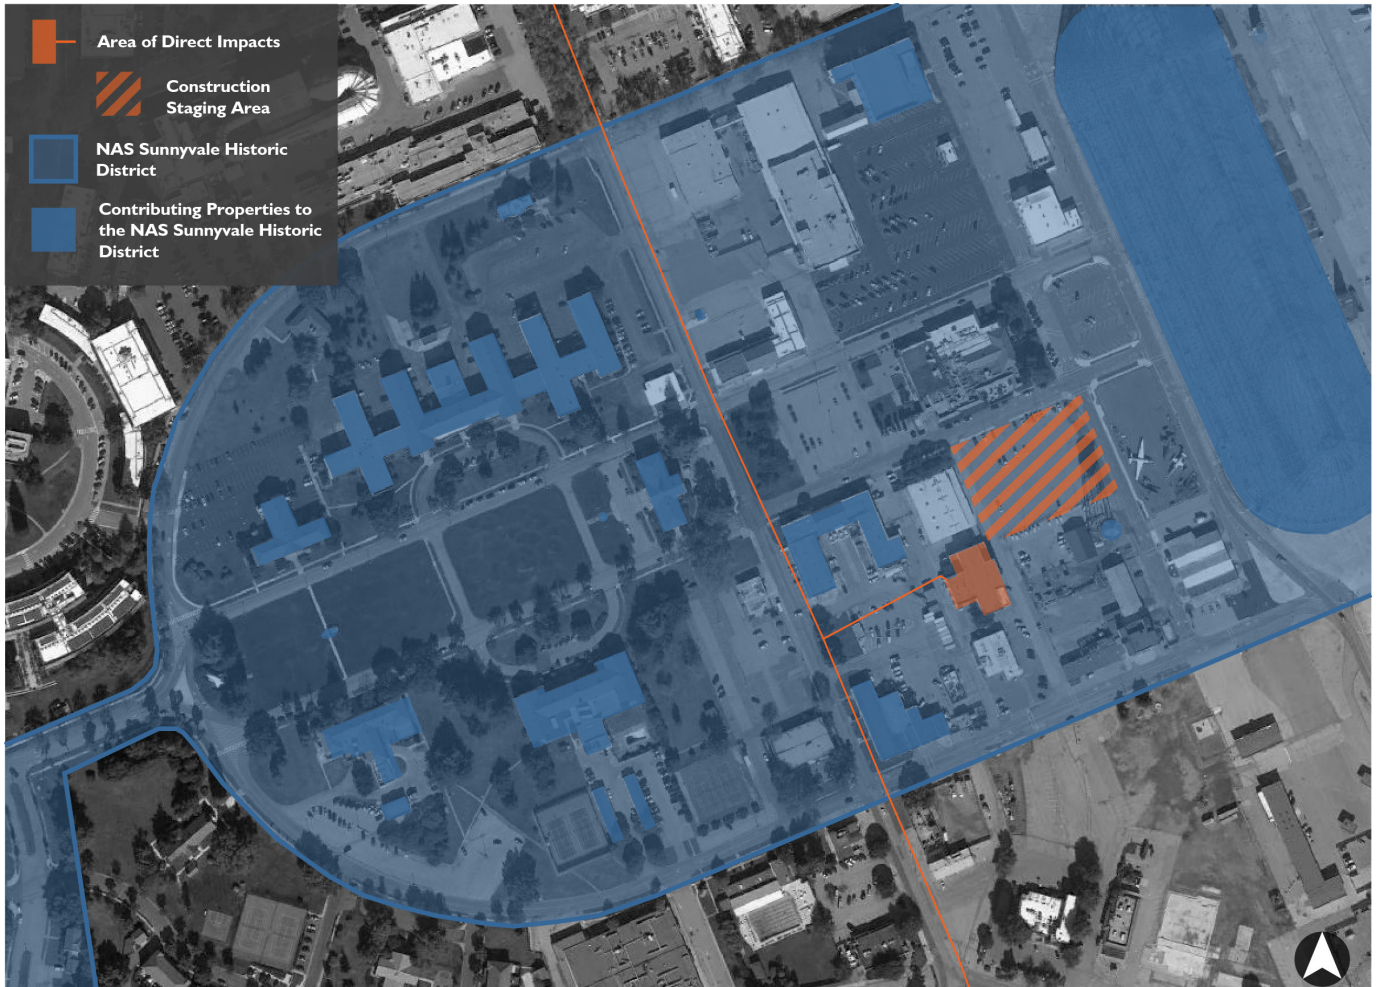 Area of Direct Impacts
Construction
Staging Area
NAS Sunnyvale Historic
District
Contributing Properties to
the NAS Sunnyvale Historic
District